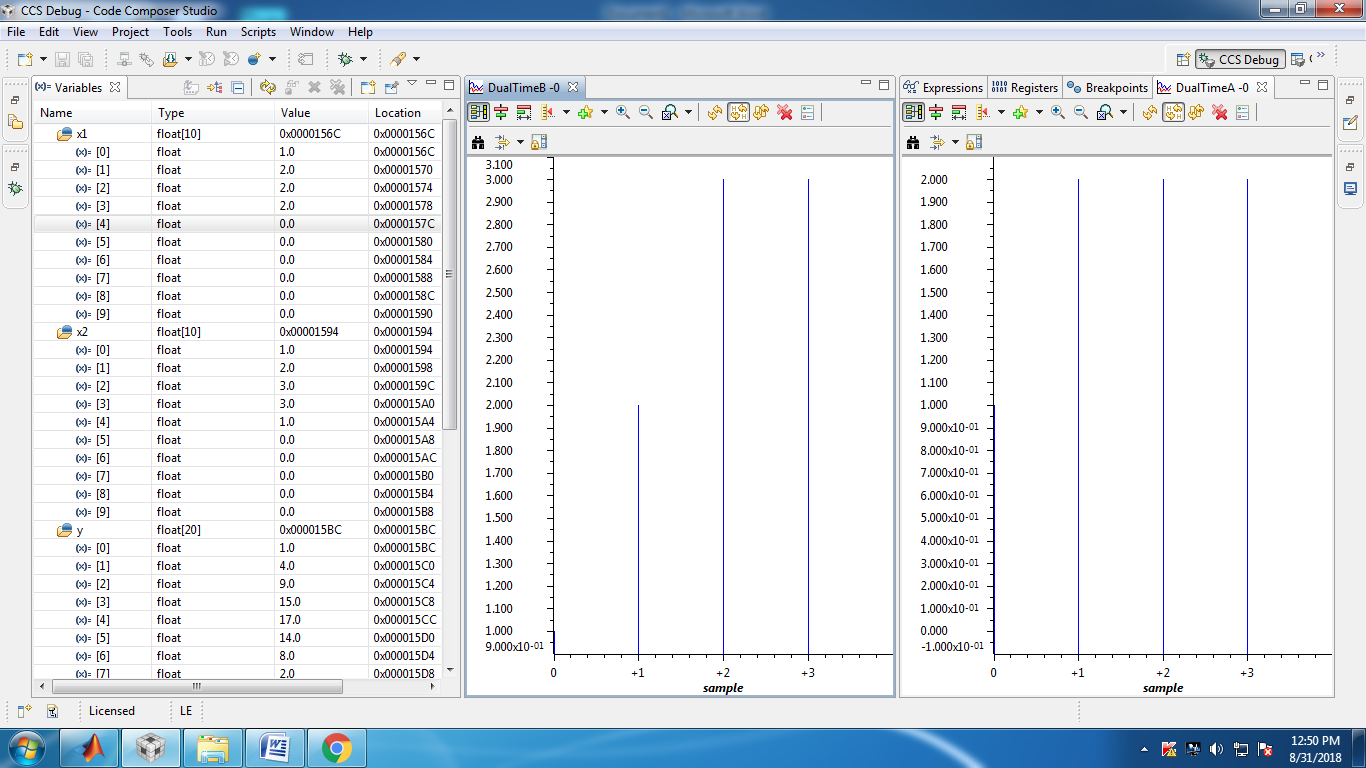 CCS Debug - Code Composer Studio
File Edit View Project Tools Run Scripts Window Help
CCS Debug
(x)= Variables
Name Type Value Location
x1 float[10] 0x0000156C 0x0000156C
(x)= [0] float 1.0 0x0000156C
(x)= [1] float 2.0 0x00001570
(x)= [2] float 2.0 0x00001574
(x)= [3] float 2.0 0x00001578
(x)= [4] float 0.0 0x0000157C
(x)= [5] float 0.0 0x00001580
(x)= [6] float 0.0 0x00001584
(x)= [7] float 0.0 0x00001588
(x)= [8] float 0.0 0x0000158C
(x)= [9] float 0.0 0x00001590
x2 float[10] 0x00001594 0x00001594
(x)= [0] float 1.0 0x00001594
(x)= [1] float 2.0 0x00001598
(x)= [2] float 3.0 0x0000159C
(x)= [3] float 3.0 0x000015A0
(x)= [4] float 1.0 0x000015A4
(x)= [5] float 0.0 0x000015A8
(x)= [6] float 0.0 0x000015AC
(x)= [7] float 0.0 0x000015B0
(x)= [8] float 0.0 0x000015B4
(x)= [9] float 0.0 0x000015B8
y float[20] 0x000015BC 0x000015BC
(x)= [0] float 1.0 0x000015BC
(x)= [1] float 4.0 0x000015C0
(x)= [2] float 9.0 0x000015C4
(x)= [3] float 15.0 0x000015C8
(x)= [4] float 17.0 0x000015CC
(x)= [5] float 14.0 0x000015D0
(x)= [6] float 8.0 0x000015D4
(x)= [7] float 2.0 0x000015D8
DualTimeB -0
3.100
3.000
2.900
2.800
2.700
2.600
2.500
2.400
2.300
2.200
2.100
2.000
1.900
1.800
1.700
1.600
1.500
1.400
1.300
1.200
1.100
1.000
9.000x10-01
0 +1 +2 +3
sample
Expressions Registers Breakpoints DualTimeA -0
2.000
1.900
1.800
1.700
1.600
1.500
1.400
1.300
1.200
1.100
1.000
9.000x10-01
8.000x10-01
7.000x10-01
6.000x10-01
5.000x10-01
4.000x10-01
3.000x10-01
2.000x10-01
1.000x10-01
0.000
-1.000x10-01
0 +1 +2 +3
sample
Licensed LE
12:50 PM
8/31/2018